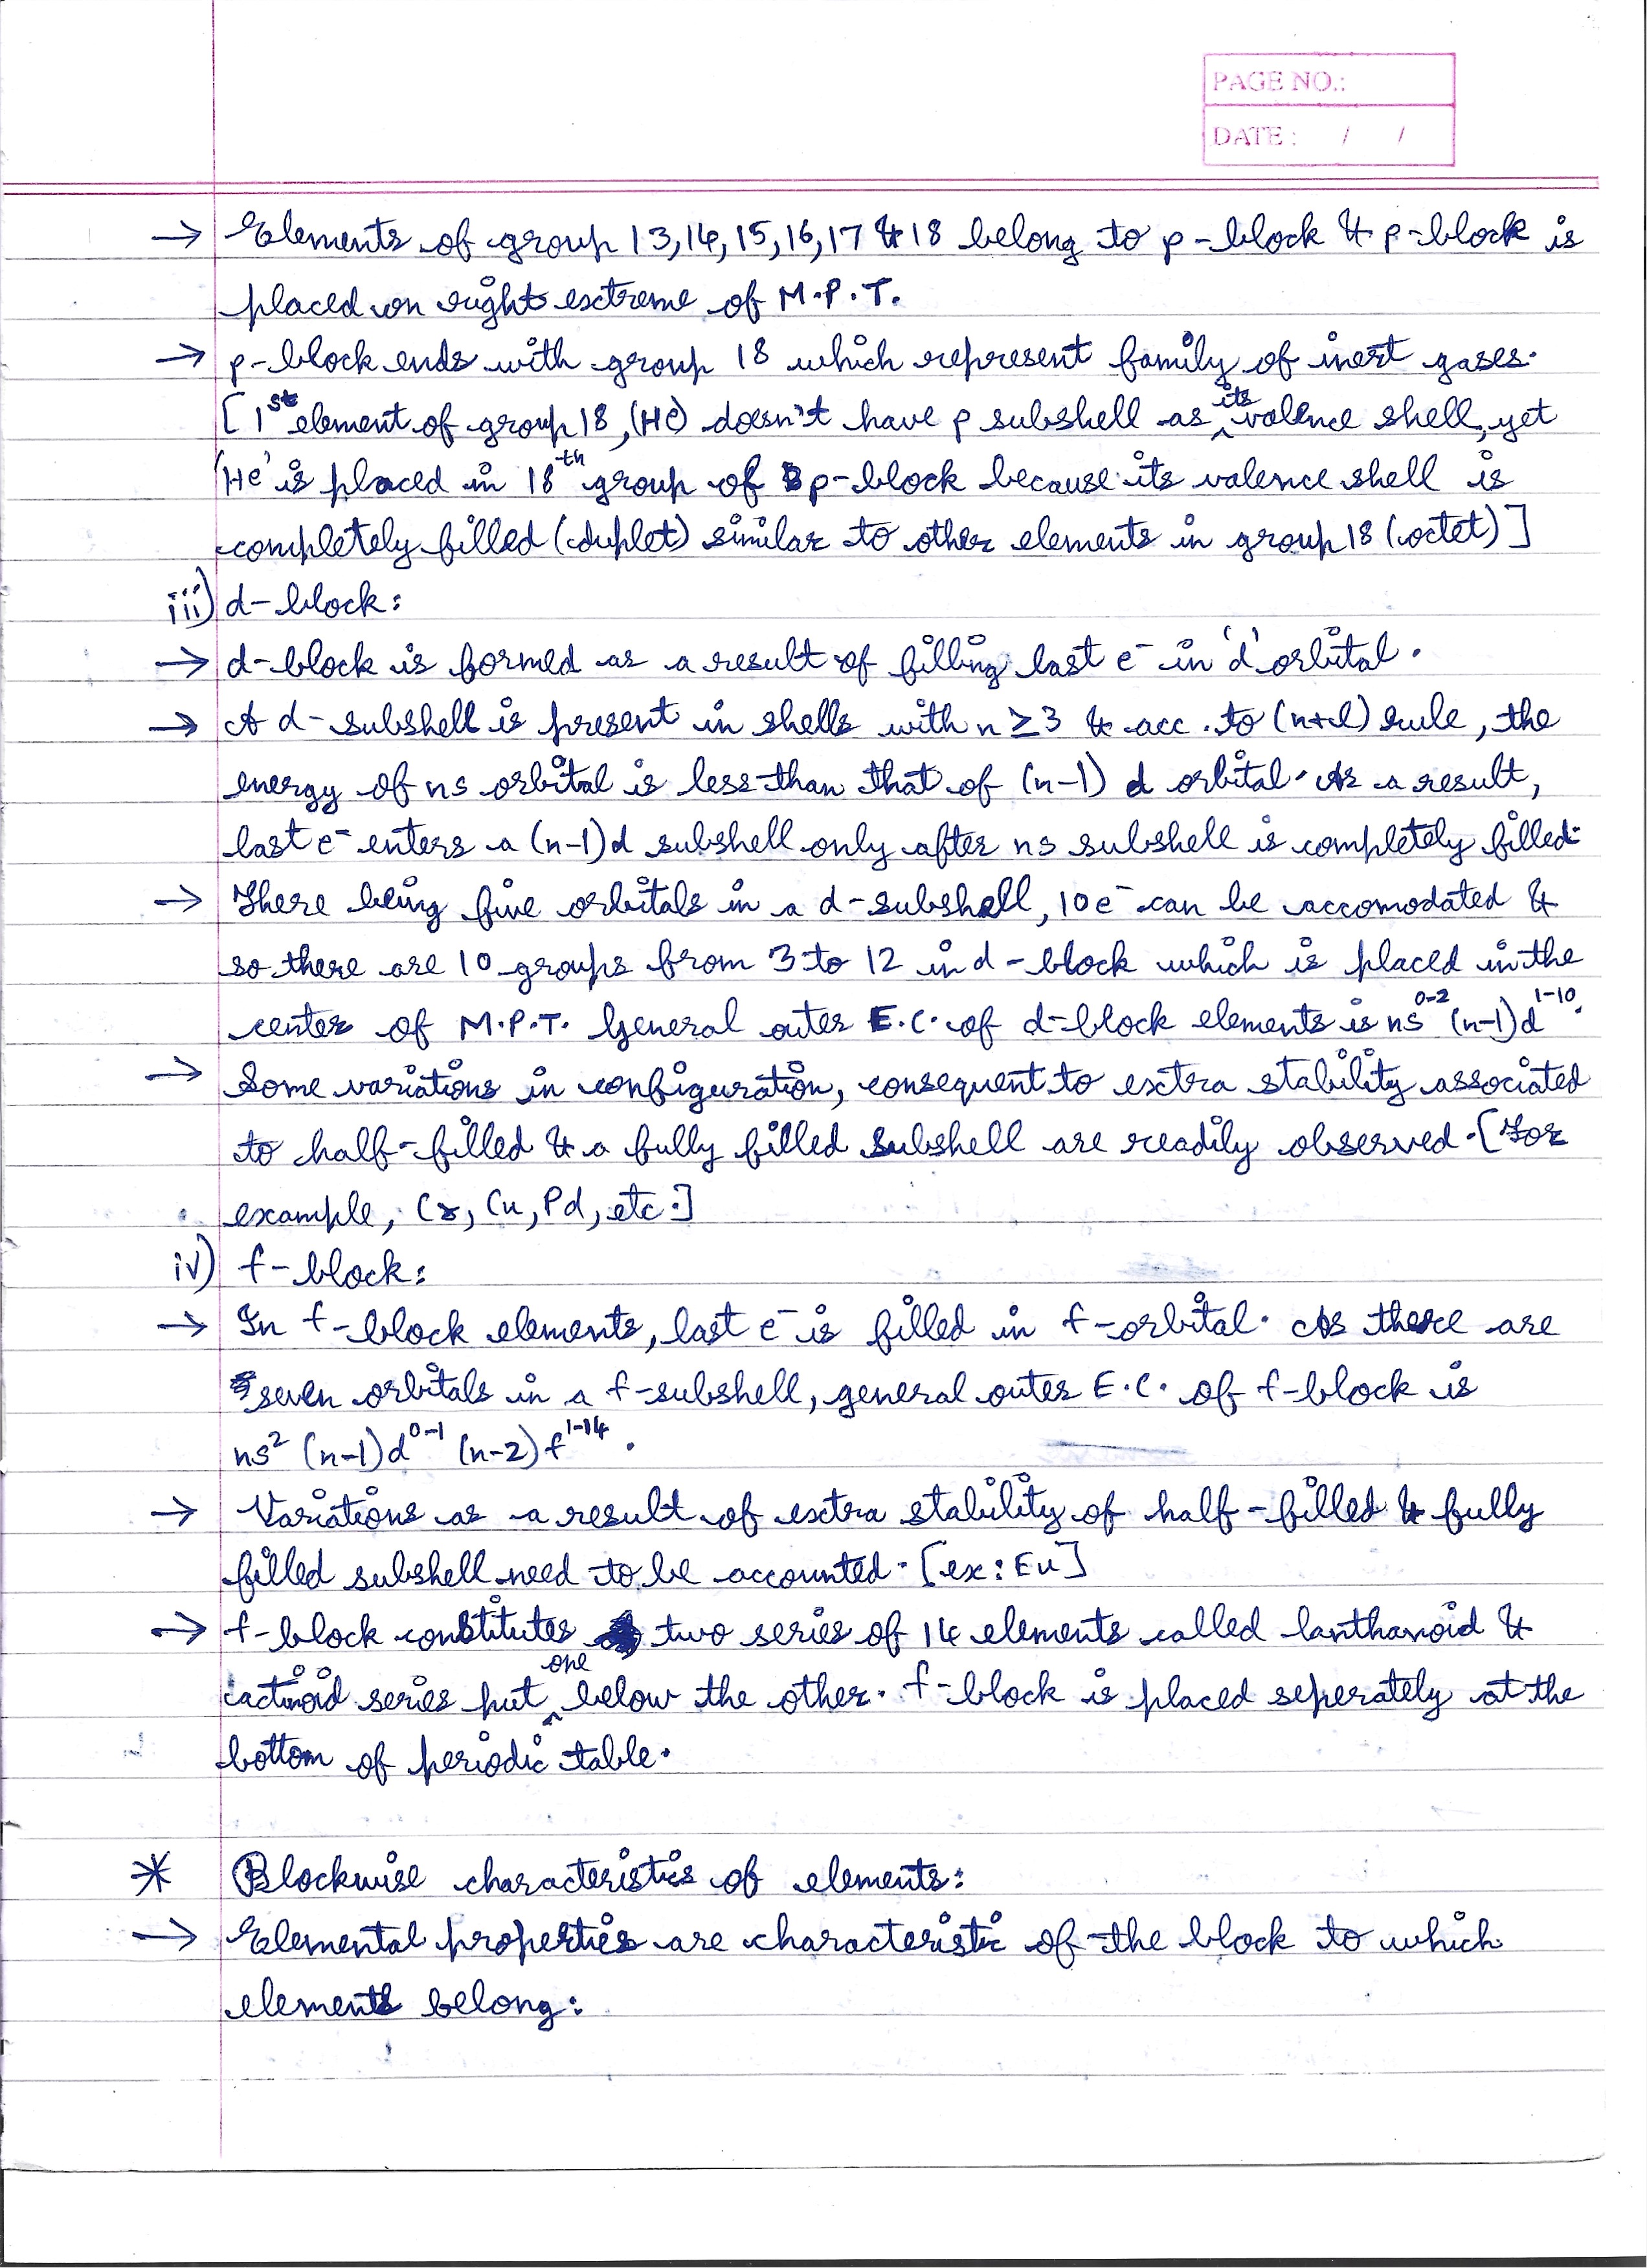 PAGE NO.:
DATE : / /
→ Elements of group 13,14,15,16,17 & 18 belong to p-block & p-block is
placed on right extreme of M.P.T.
→ p-block ends with group 18 which represent family of inert gases.
[1st element of group 18, (He) doesn't have p subshell as its valence shell, yet
'He' is placed in 18th group of p-block because its valence shell is
completely filled (duplet) similar to other elements in group 18 (octet)]
iii) d-block:
→ d-block is formed as a result of filling last e⁻ in 'd' orbital.
→ A d-subshell is present in shells with n ≥ 3 & acc. to (n+l) rule, the
energy of ns orbital is less than that of (n-1) d orbital. As a result,
last e⁻ enters a (n-1)d subshell only after ns subshell is completely filled.
→ There being five orbitals in a d-subshell, 10e⁻ can be accomodated &
so there are 10 groups from 3 to 12 in d-block which is placed in the
center of M.P.T. General outer E.C. of d-block elements is ns⁰⁻² (n-1)d¹⁻¹⁰.
→ Some variations in configuration, consequent to extra stability associated
to half-filled & a fully filled subshell are readily observed. [For
example, Cr, Cu, Pd, etc.]
iv) f-block:
→ In f-block elements, last e⁻ is filled in f-orbital. As there are
seven orbitals in a f-subshell, general outer E.C. of f-block is
ns² (n-1)d⁰⁻¹ (n-2)f¹⁻¹⁴.
→ Variations as a result of extra stability of half-filled & fully
filled subshell need to be accounted. [ex: Eu]
→ f-block constitutes two series of 14 elements called lanthanoid &
actinoid series put one below the other. f-block is placed seperately at the
bottom of periodic table.
* Blockwise characteristics of elements:
→ Elemental properties are characteristic of the block to which
elements belong: